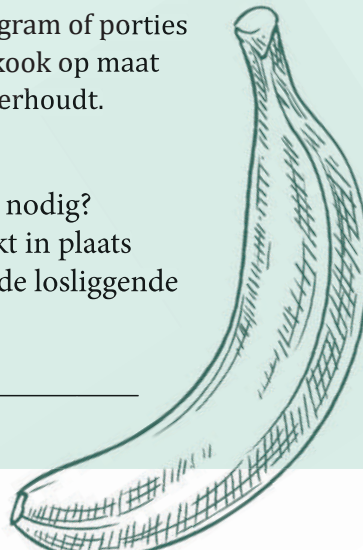 gram of porties
kook op maat
erhoudt.
nodig?
kt in plaats
de losliggende